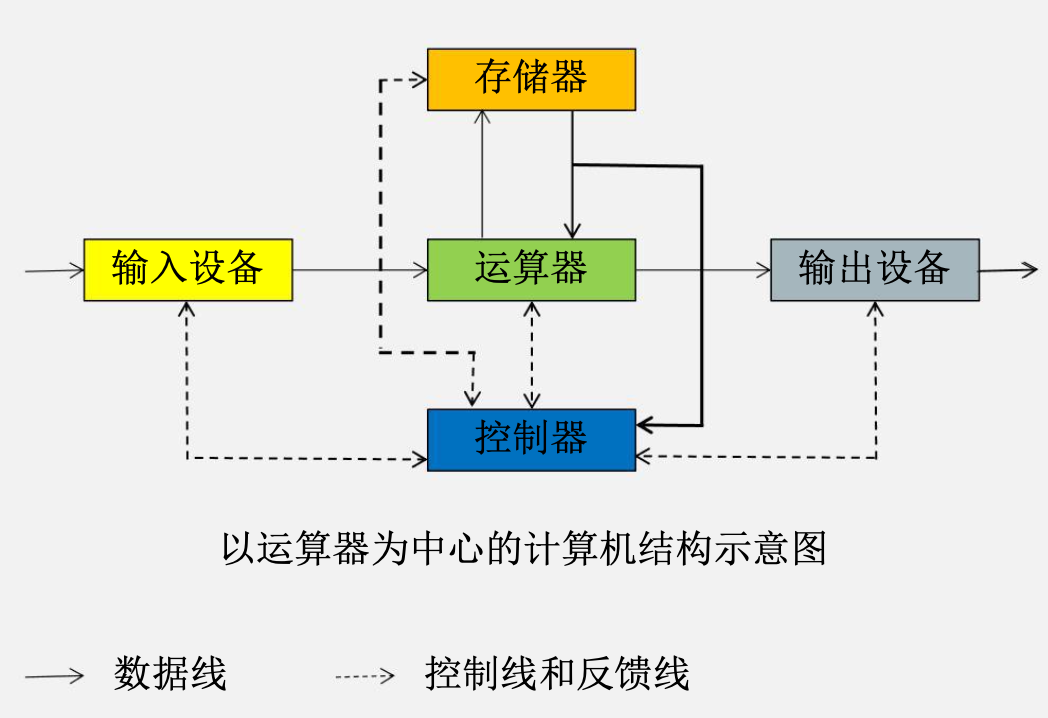 存储器
输入设备
运算器
输出设备
控制器
以运算器为中心的计算机结构示意图
数据线
控制线和反馈线